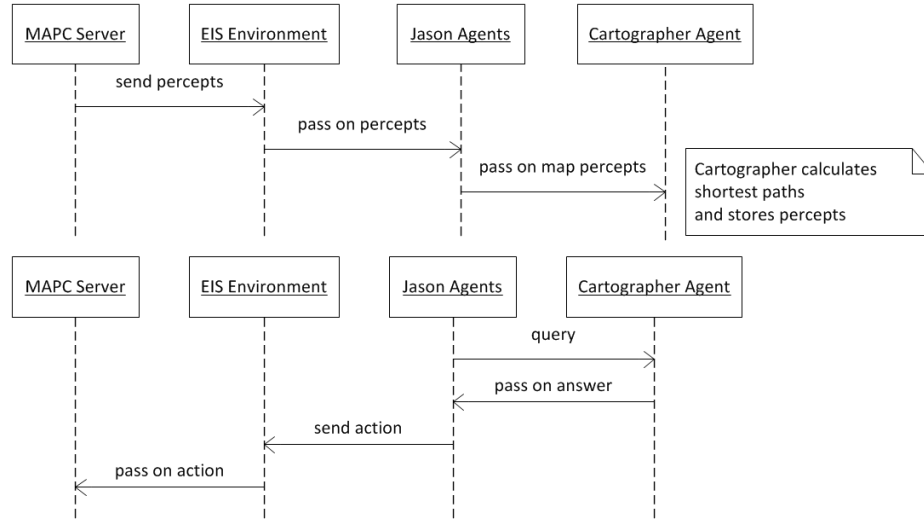 MAPC Server
EIS Environment
Jason Agents
Cartographer Agent
send percepts
pass on percepts
pass on map percepts
Cartographer calculates
shortest paths
and stores percepts
MAPC Server
EIS Environment
Jason Agents
Cartographer Agent
query
pass on answer
send action
pass on action